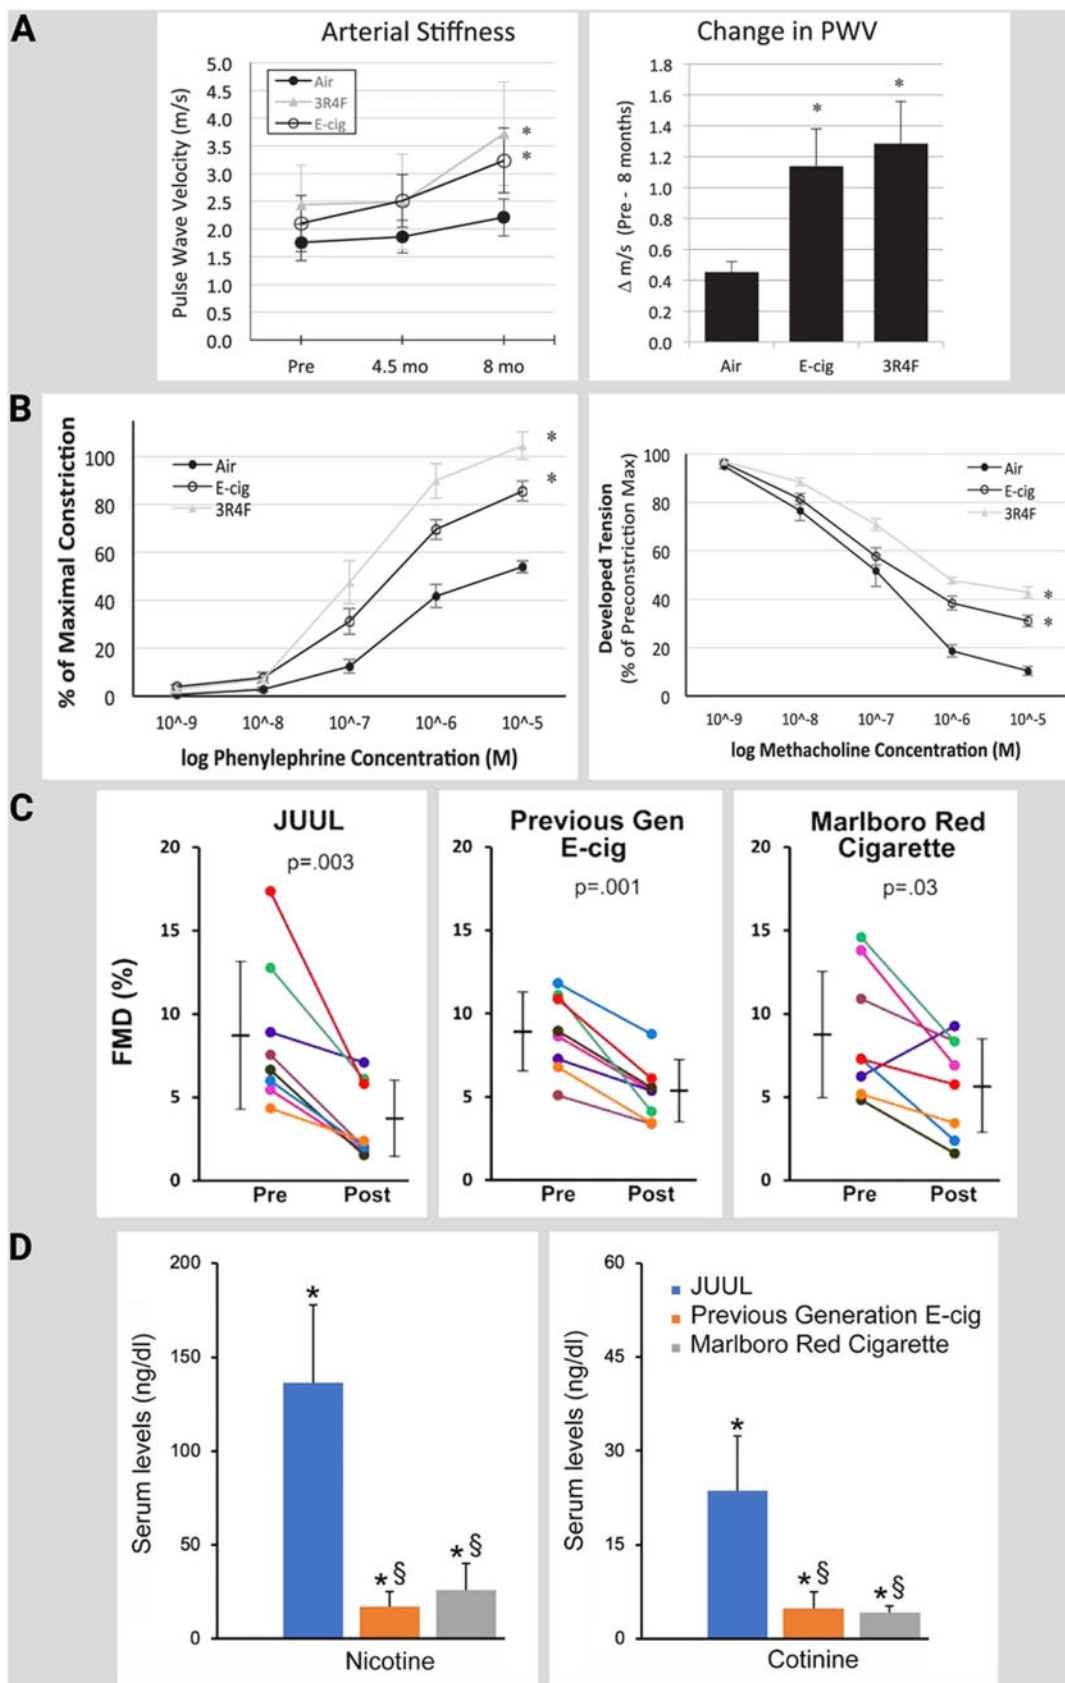 A
Arterial Stiffness
Pulse Wave Velocity (m/s)
5.0
4.5
4.0
3.5
3.0
2.5
2.0
1.5
1.0
0.5
0.0
Air
3R4F
E-cig
*
*
Pre 4.5 mo 8 mo
Change in PWV
Δ m/s (Pre - 8 months)
1.8
1.6
1.4
1.2
1.0
0.8
0.6
0.4
0.2
0.0
*
*
Air E-cig 3R4F
B
% of Maximal Constriction
100
80
60
40
20
0
Air
E-cig
3R4F
*
*
10^-9 10^-8 10^-7 10^-6 10^-5
log Phenylephrine Concentration (M)
Developed Tension
(% of Preconstriction Max)
100
80
60
40
20
0
Air
E-cig
3R4F
*
*
10^-9 10^-8 10^-7 10^-6 10^-5
log Methacholine Concentration (M)
C
JUUL
p=.003
FMD (%)
20
15
10
5
0
Pre Post
Previous Gen
E-cig
p=.001
20
15
10
5
0
Pre Post
Marlboro Red
Cigarette
p=.03
20
15
10
5
0
Pre Post
D
Serum levels (ng/dl)
200
150
100
50
0
*
*§
*§
Nicotine
Serum levels (ng/dl)
60
45
30
15
0
JUUL
Previous Generation E-cig
Marlboro Red Cigarette
*
*§
*§
Cotinine